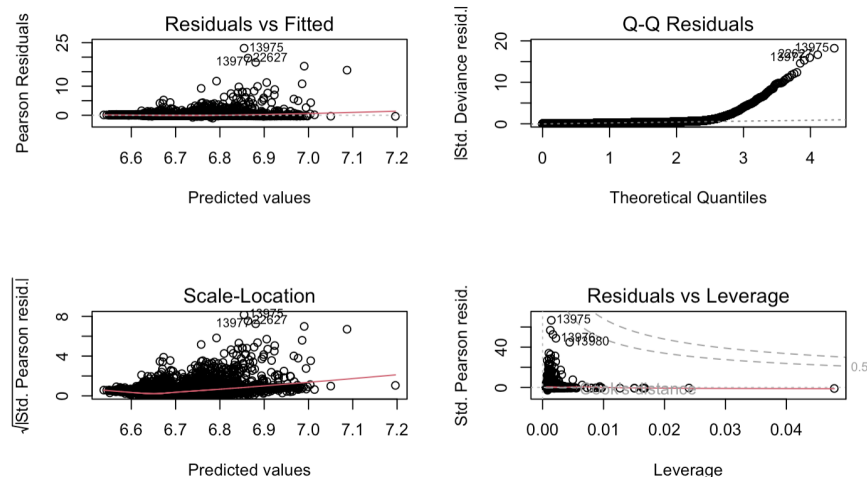 Residuals vs Fitted
Pearson Residuals
25
10
0
13975
22627
6.6 6.7 6.8 6.9 7.0 7.1 7.2
Predicted values
Q-Q Residuals
|Std. Deviance resid.|
20
10
0
13975
0 1 2 3 4
Theoretical Quantiles
Scale-Location
√|Std. Pearson resid.|
8
4
0
13975
22627
6.6 6.7 6.8 6.9 7.0 7.1 7.2
Predicted values
Residuals vs Leverage
Std. Pearson resid.
40
0
13975
13980
0.5
Cook's distance
0.00 0.01 0.02 0.03 0.04
Leverage